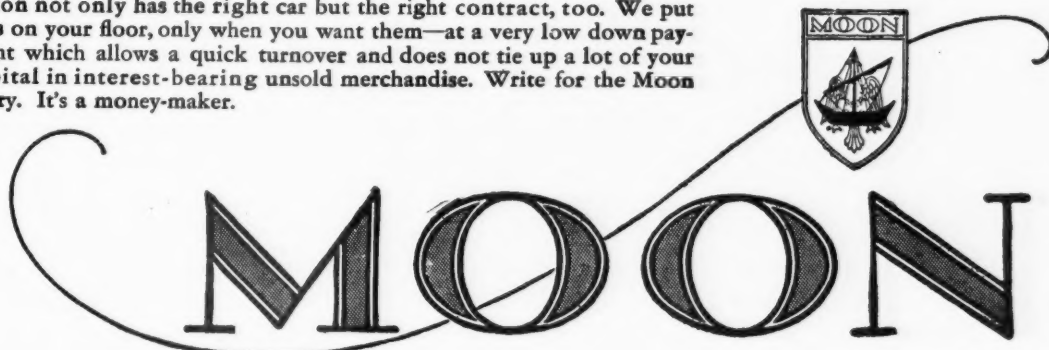 on not only has the right car but the right contract, too. We put
on your floor, only when you want them—at a very low down pay-
nt which allows a quick turnover and does not tie up a lot of your
ital in interest-bearing unsold merchandise. Write for the Moon
ry. It's a money-maker.
MOON
MOON